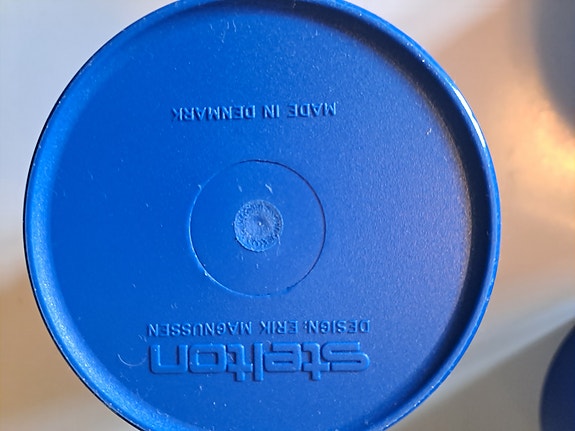 stelton
DESIGN: ERIK MAGNUSSEN
MADE IN DENMARK